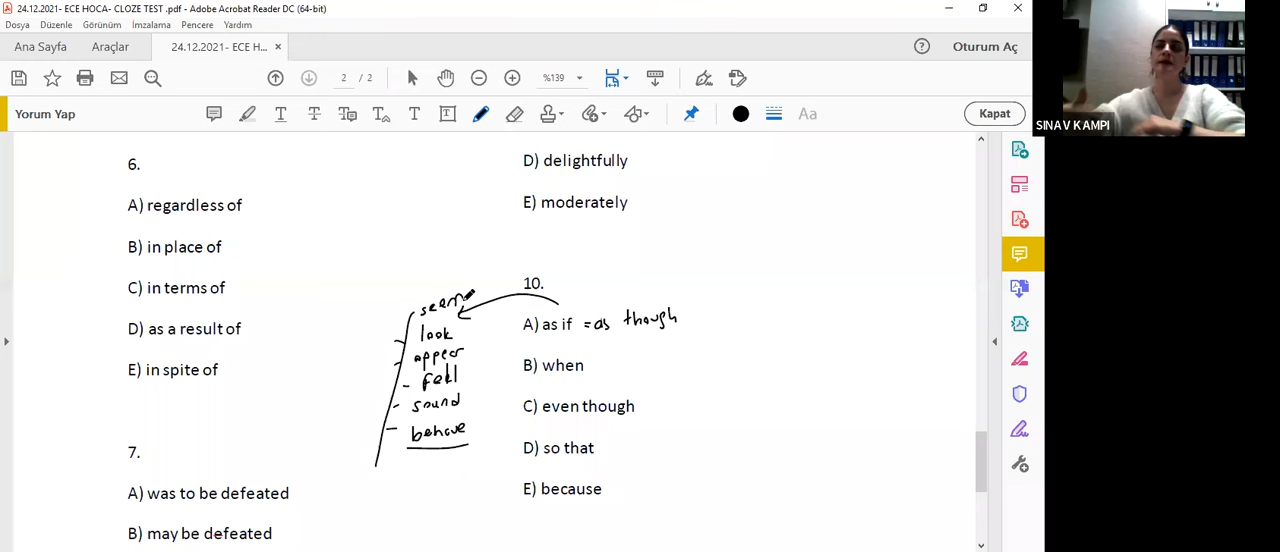 24.12.2021- ECE HOCA- CLOZE TEST .pdf - Adobe Acrobat Reader DC (64-bit)
Dosya Düzenle Görünüm İmzalama Pencere Yardım
Ana Sayfa Araçlar 24.12.2021- ECE H... × Oturum Aç
2 / 2 %139
Yorum Yap Aa Kapat
SINAV KAMPI
6.
A) regardless of
B) in place of
C) in terms of
D) as a result of
E) in spite of
7.
A) was to be defeated
B) may be defeated
seem
look
appear
feel
sound
behave
D) delightfully
E) moderately
10.
A) as if = as though
B) when
C) even though
D) so that
E) because